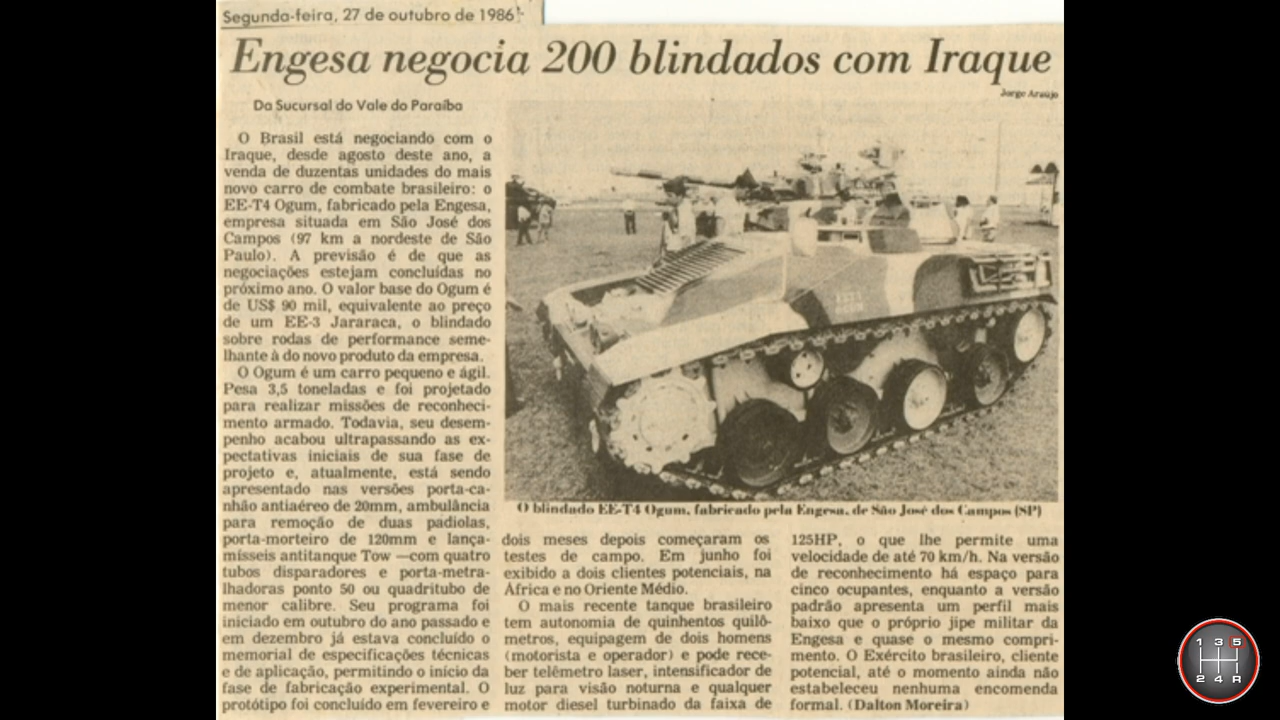 Segunda-feira, 27 de outubro de 1986
Engesa negocia 200 blindados com Iraque
Jorge Araújo
Da Sucursal do Vale do Paraíba
O Brasil está negociando com o
Iraque, desde agosto deste ano, a
venda de duzentas unidades do mais
novo carro de combate brasileiro: o
EE-T4 Ogum, fabricado pela Engesa,
empresa situada em São José dos
Campos (97 km a nordeste de São
Paulo). A previsão é de que as
negociações estejam concluídas no
próximo ano. O valor base do Ogum é
de US$ 90 mil, equivalente ao preço
de um EE-3 Jararaca, o blindado
sobre rodas de performance seme-
lhante à do novo produto da empresa.
O Ogum é um carro pequeno e ágil.
Pesa 3,5 toneladas e foi projetado
para realizar missões de reconheci-
mento armado. Todavia, seu desem-
penho acabou ultrapassando as ex-
pectativas iniciais de sua fase de
projeto e, atualmente, está sendo
apresentado nas versões porta-ca-
nhão antiaéreo de 20mm, ambulância
para remoção de duas padiolas,
porta-morteiro de 120mm e lança-
mísseis antitanque Tow —com quatro
tubos disparadores e porta-metra-
lhadoras ponto 50 ou quadritubo de
menor calibre. Seu programa foi
iniciado em outubro do ano passado e
em dezembro já estava concluído o
memorial de especificações técnicas
e de aplicação, permitindo o início da
fase de fabricação experimental. O
protótipo foi concluído em fevereiro e
O blindado EE-T4 Ogum, fabricado pela Engesa, de São José dos Campos (SP)
dois meses depois começaram os
testes de campo. Em junho foi
exibido a dois clientes potenciais, na
África e no Oriente Médio.
O mais recente tanque brasileiro
tem autonomia de quinhentos quilô-
metros, equipagem de dois homens
(motorista e operador) e pode rece-
ber telêmetro laser, intensificador de
luz para visão noturna e qualquer
motor diesel turbinado da faixa de
125HP, o que lhe permite uma
velocidade de até 70 km/h. Na versão
de reconhecimento há espaço para
cinco ocupantes, enquanto a versão
padrão apresenta um perfil mais
baixo que o próprio jipe militar da
Engesa e quase o mesmo compri-
mento. O Exército brasileiro, cliente
potencial, até o momento ainda não
estabeleceu nenhuma encomenda
formal. (Dalton Moreira)
1 3 5
2 4 R